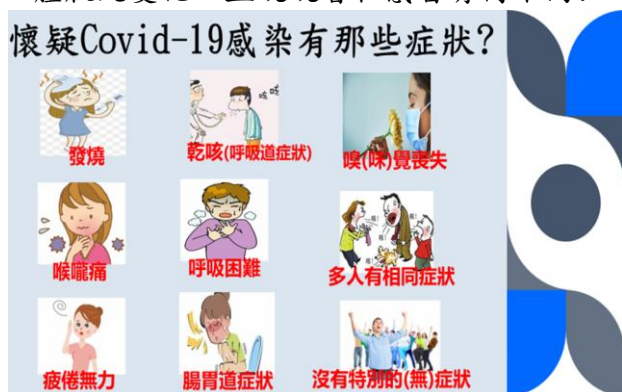 懷疑Covid-19感染有那些症狀?
咳 咳
發燒
乾咳(呼吸道症狀)
嗅(味)覺喪失
喉嚨痛
呼吸困難
多人有相同症狀
疲倦無力
腸胃道症狀
沒有特別的(無)症狀